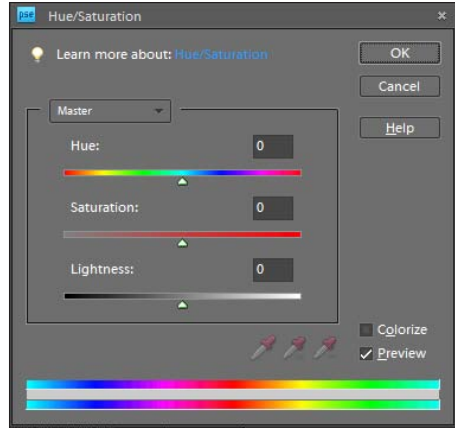 pse Hue/Saturation
Learn more about: Hue/Saturation
OK
Cancel
Help
Master
Hue: 0
Saturation: 0
Lightness: 0
Colorize
Preview